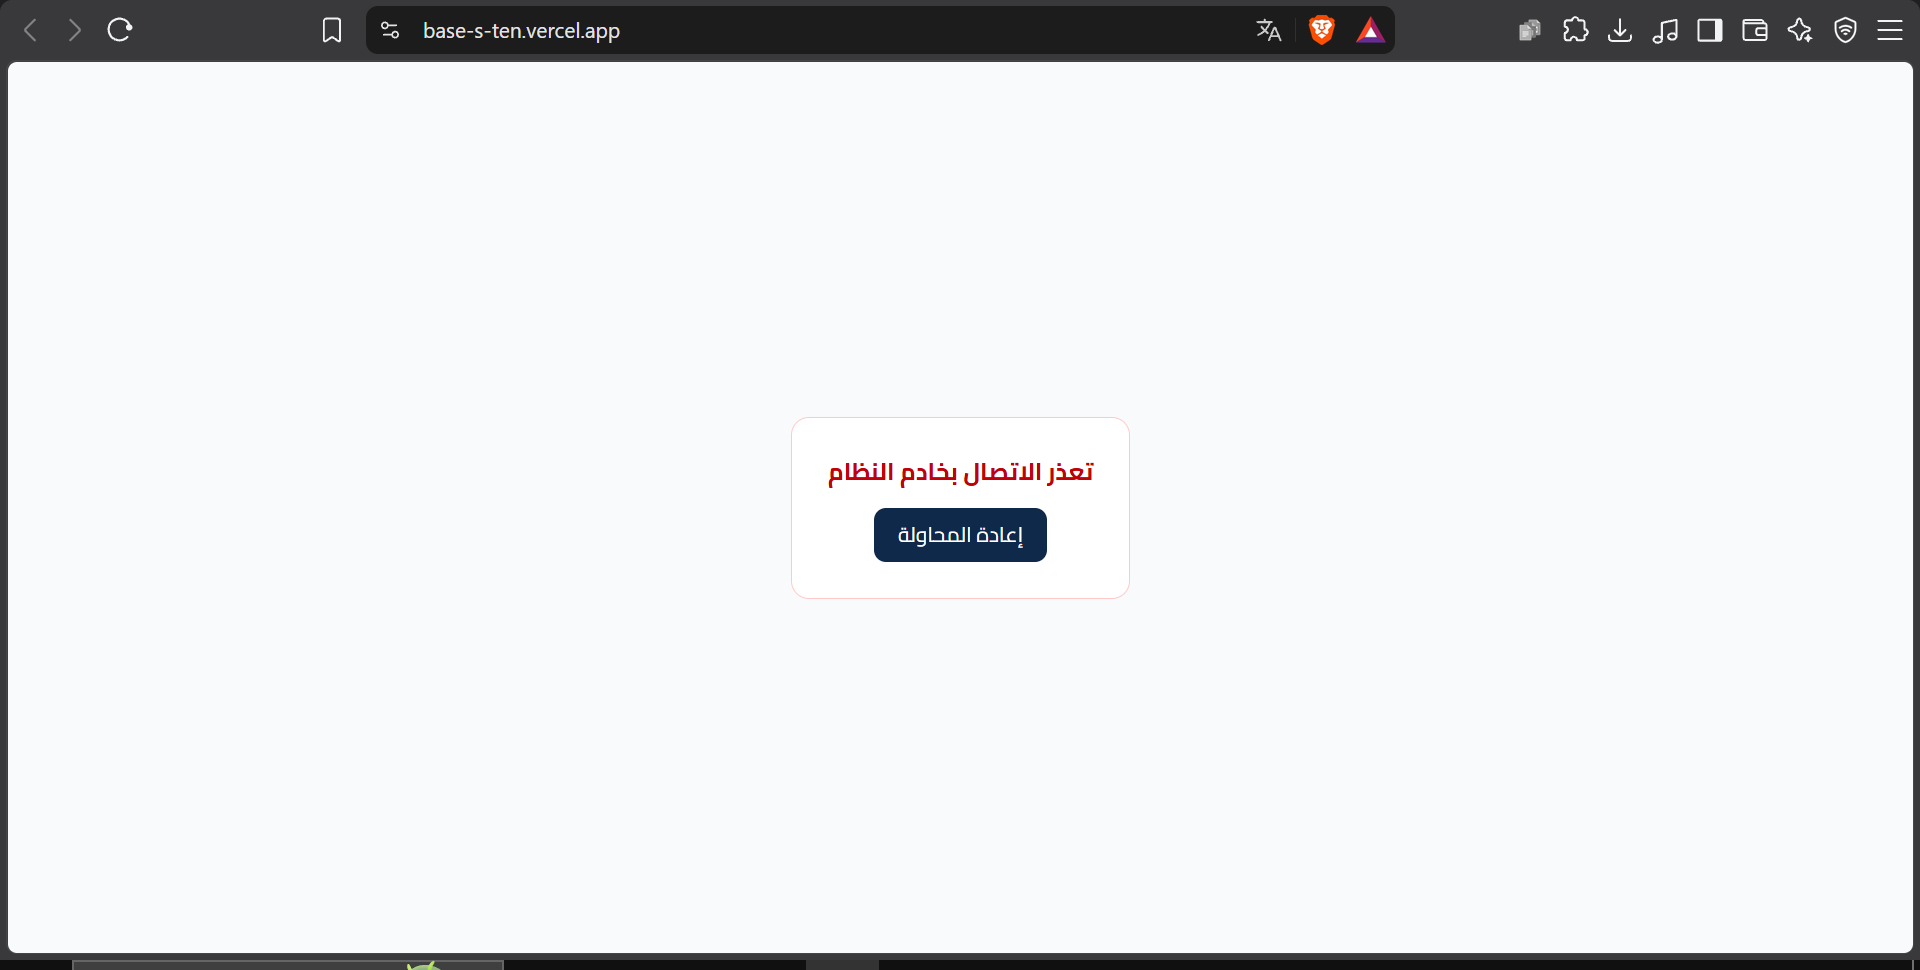 base-s-ten.vercel.app
تعذر الاتصال بخادم النظام
إعادة المحاولة